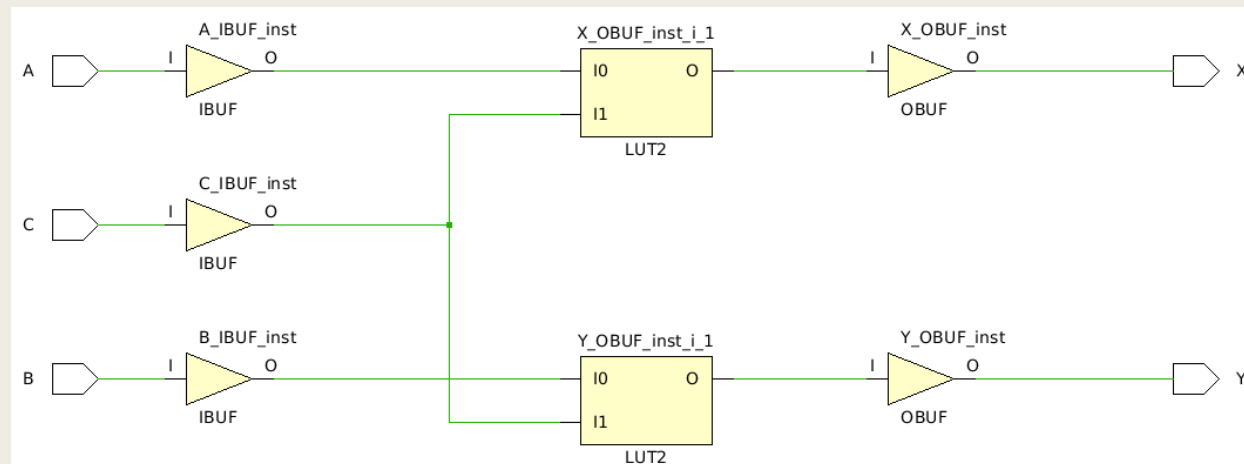 A_IBUF_inst
X_OBUF_inst_i_1
X_OBUF_inst
A
I
O
I0
O
I
O
X
IBUF
I1
OBUF
LUT2
C_IBUF_inst
C
I
O
IBUF
B_IBUF_inst
Y_OBUF_inst_i_1
Y_OBUF_inst
B
I
O
I0
O
I
O
Y
IBUF
I1
OBUF
LUT2